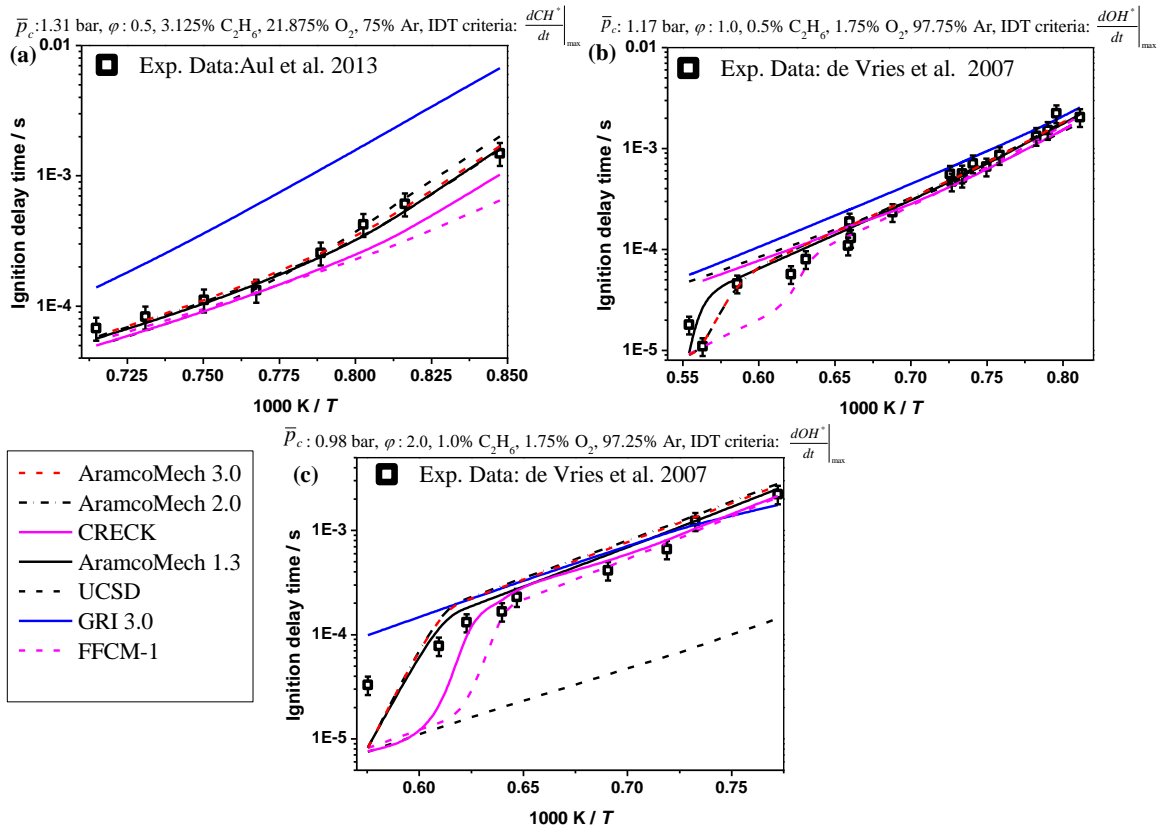 p̄c:1.31 bar, φ: 0.5, 3.125% C₂H₆, 21.875% O₂, 75% Ar, IDT criteria: dCH*/dt|max
(a)
Exp. Data:Aul et al. 2013
0.01
1E-3
1E-4
Ignition delay time / s
0.725 0.750 0.775 0.800 0.825 0.850
1000 K / T
p̄c: 1.17 bar, φ: 1.0, 0.5% C₂H₆, 1.75% O₂, 97.75% Ar, IDT criteria: dOH*/dt|max
(b)
Exp. Data: de Vries et al. 2007
0.01
1E-3
1E-4
1E-5
Ignition delay time / s
0.55 0.60 0.65 0.70 0.75 0.80
1000 K / T
p̄c: 0.98 bar, φ: 2.0, 1.0% C₂H₆, 1.75% O₂, 97.25% Ar, IDT criteria: dOH*/dt|max
(c)
Exp. Data: de Vries et al. 2007
1E-3
1E-4
1E-5
Ignition delay time / s
0.60 0.65 0.70 0.75
1000 K / T
AramcoMech 3.0
AramcoMech 2.0
CRECK
AramcoMech 1.3
UCSD
GRI 3.0
FFCM-1